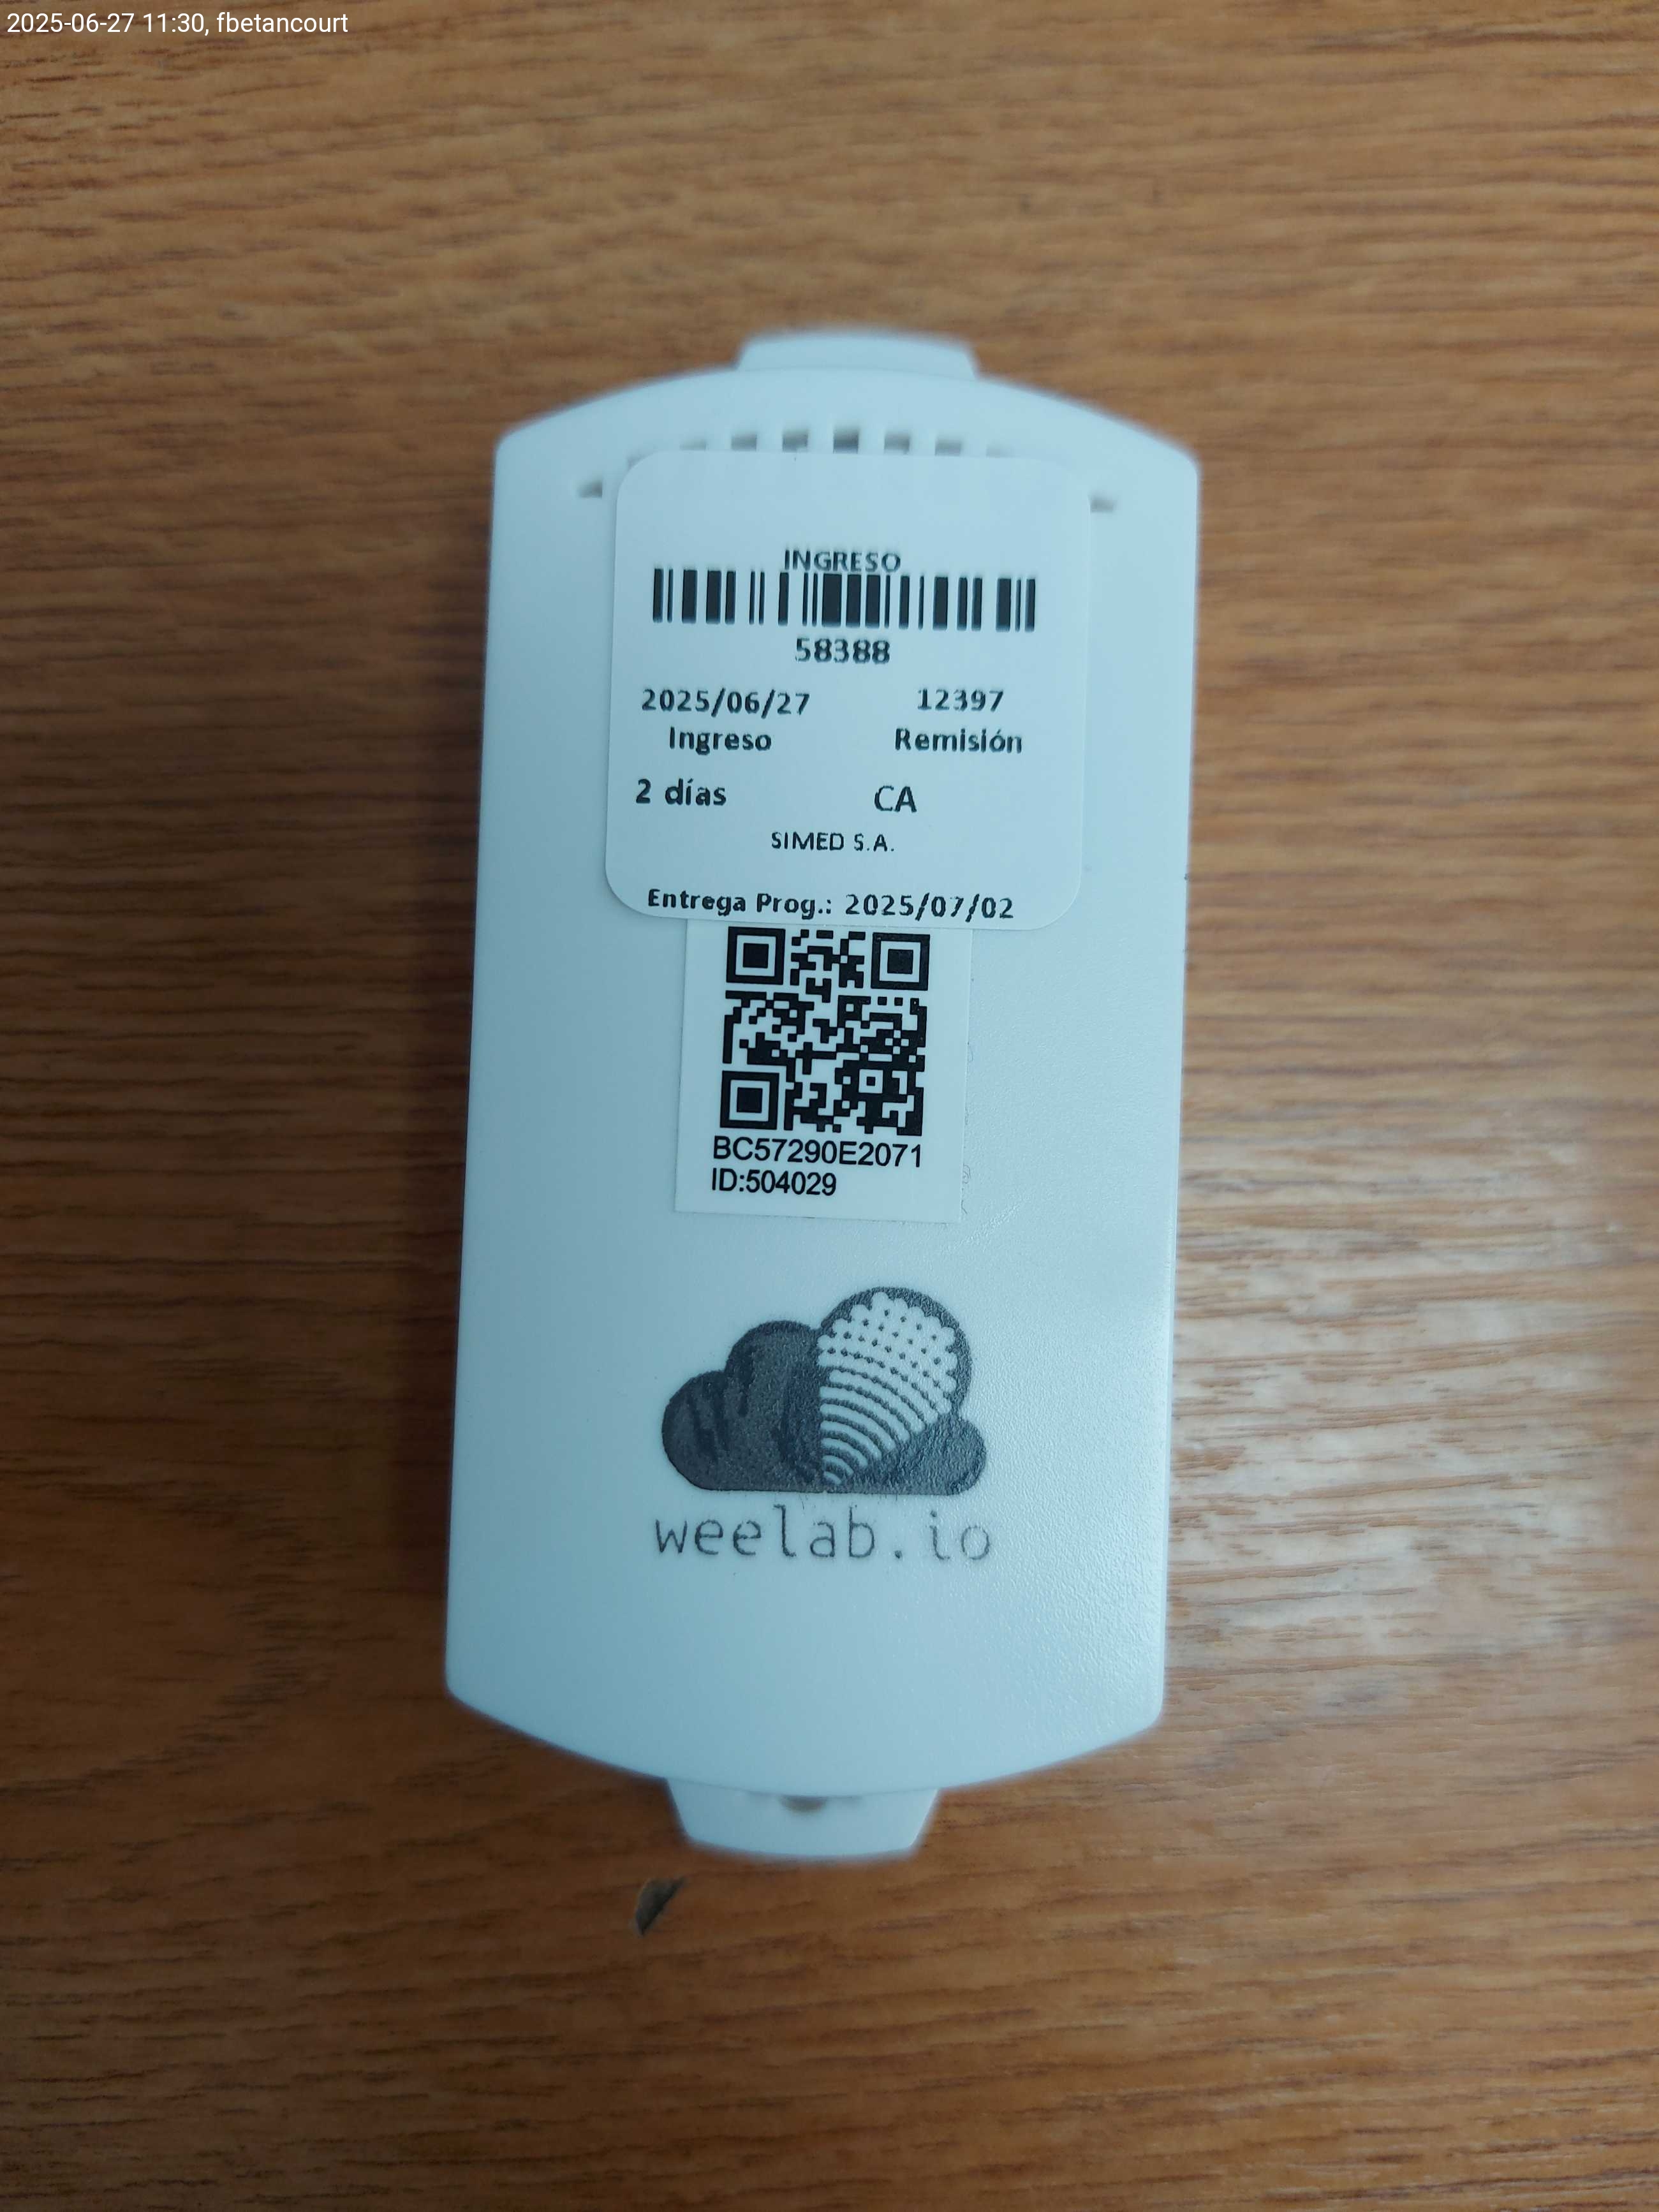 2025-06-27 11:30, fbetancourt
INGRESO
58388
2025/06/27 12397
Ingreso Remisión
2 días CA
SIMED S.A.
Entrega Prog.: 2025/07/02
BC57290E2071
ID:504029
weelab.io